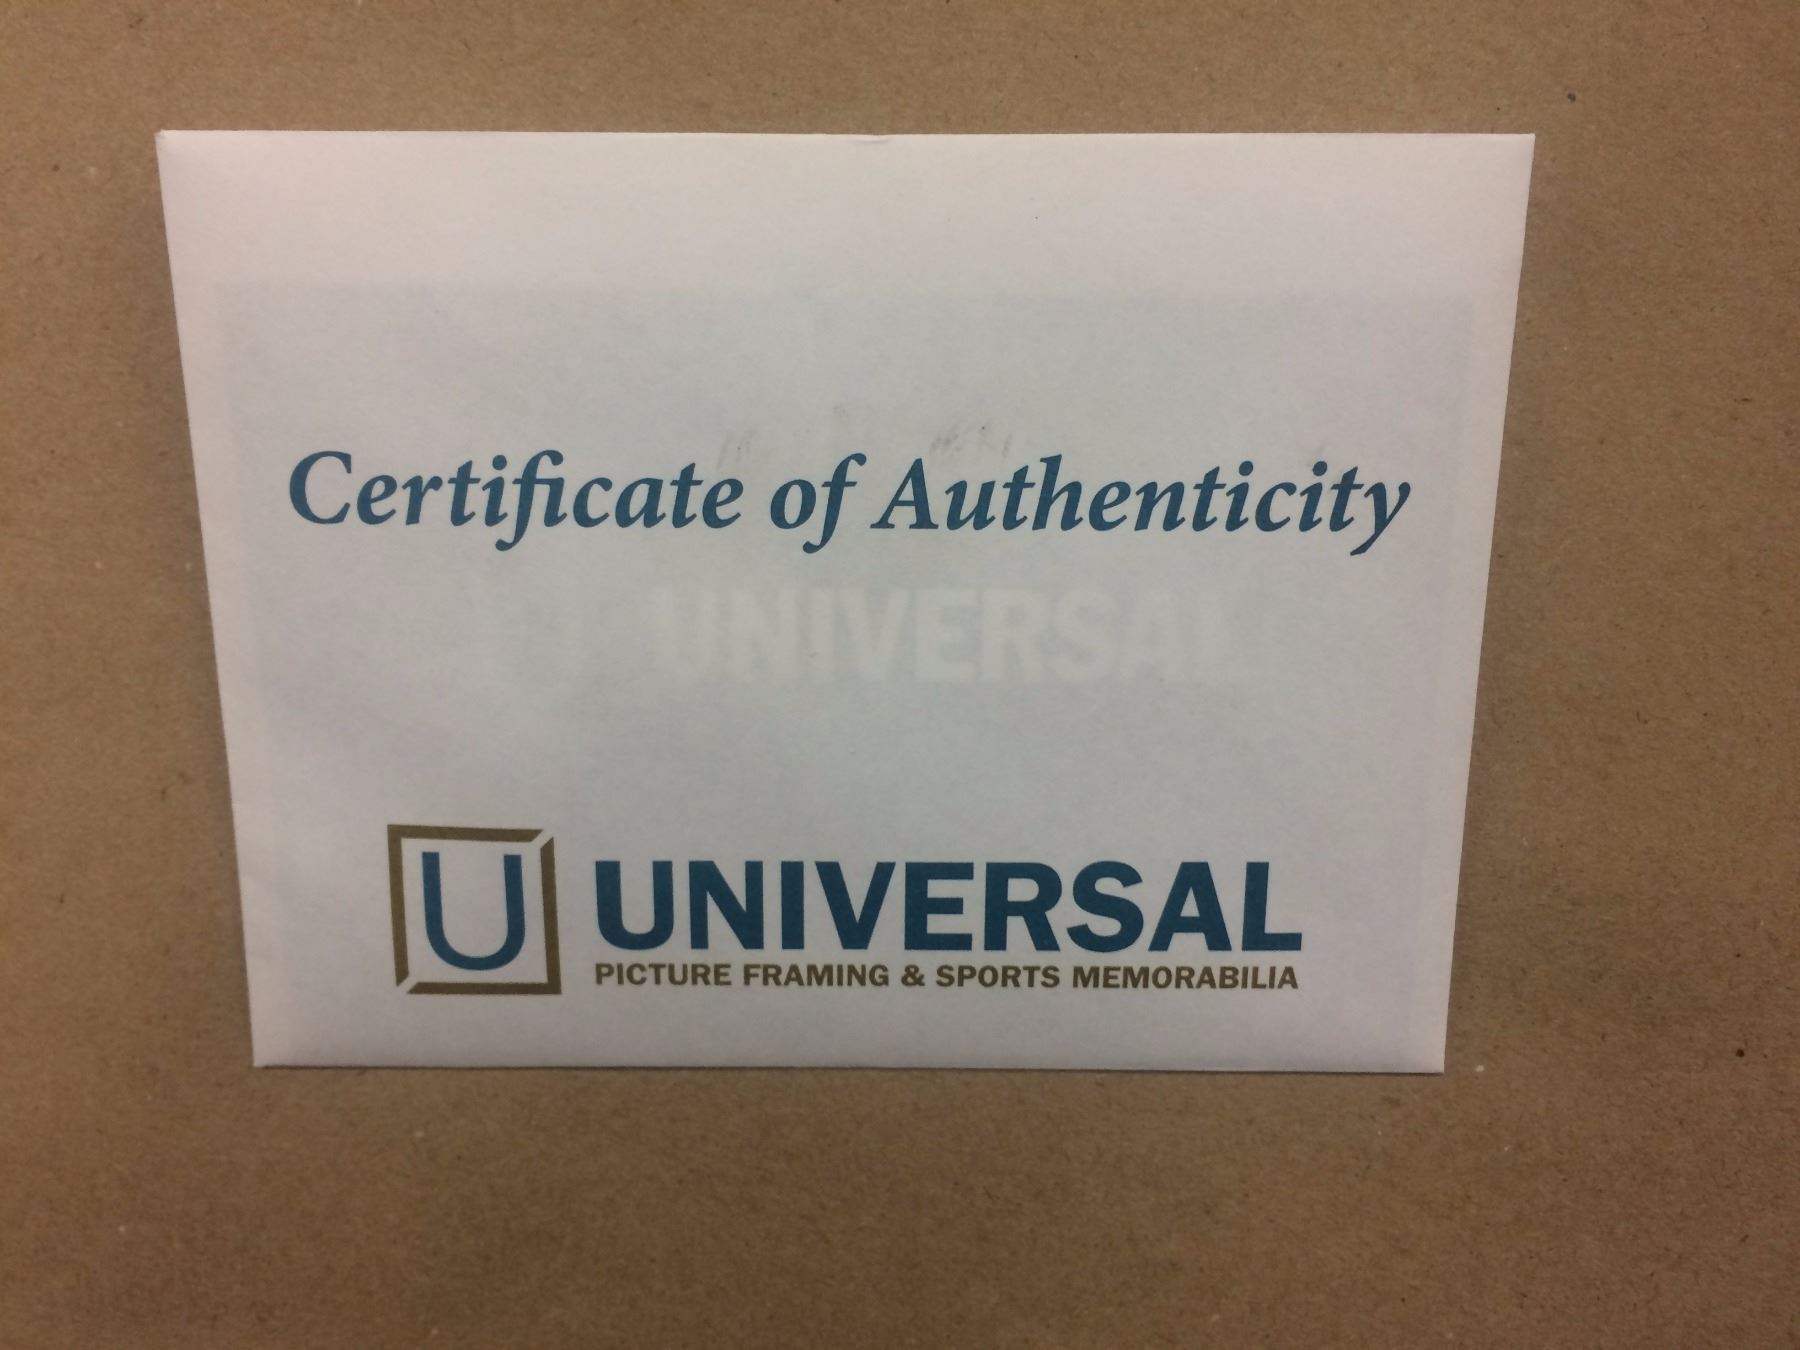 Certificate of Authenticity
UNIVERSAL
U UNIVERSAL
PICTURE FRAMING & SPORTS MEMORABILIA